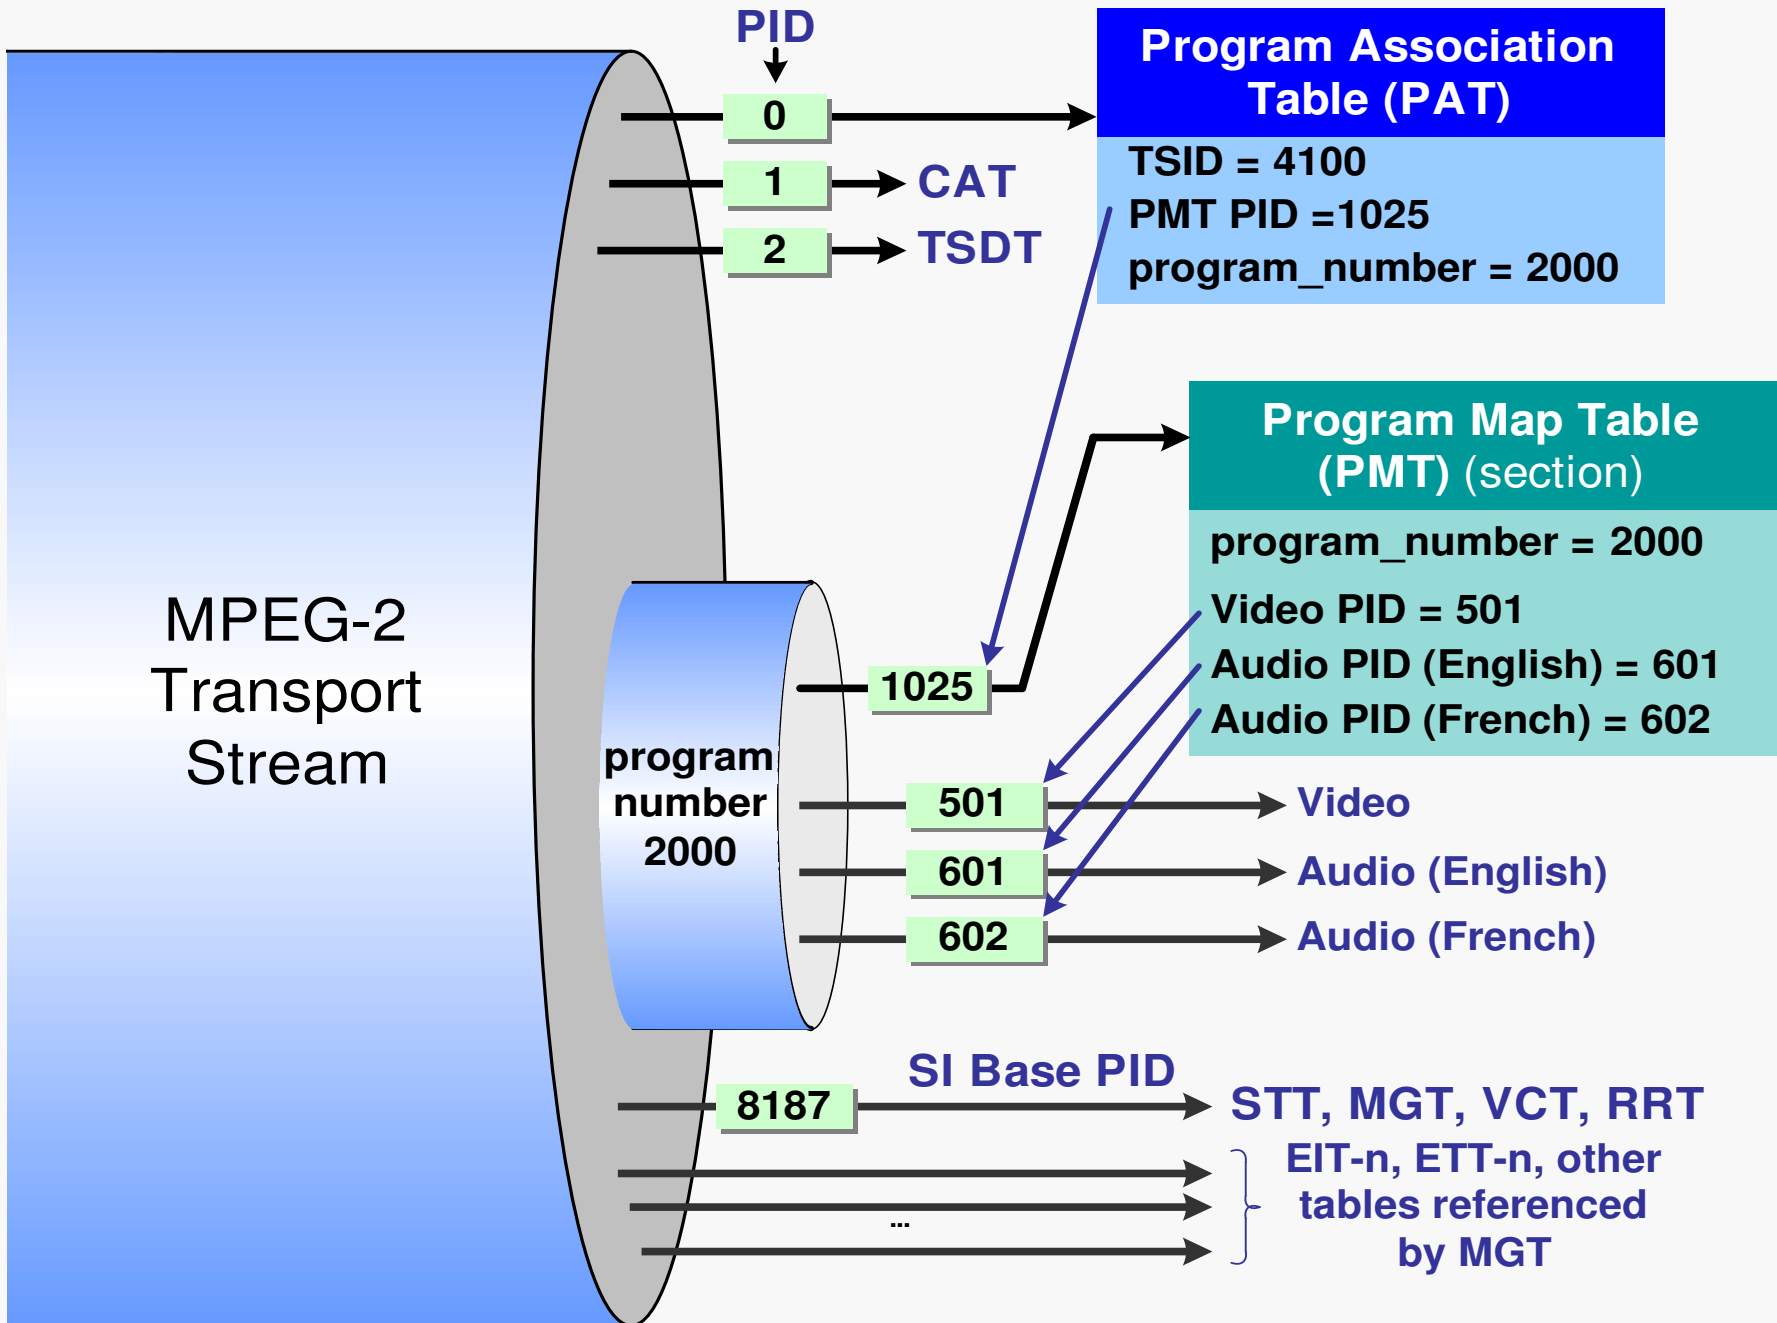 PID
0
1
CAT
2
TSDT
Program Association
Table (PAT)
TSID = 4100
PMT PID =1025
program_number = 2000
Program Map Table
(PMT) (section)
program_number = 2000
Video PID = 501
Audio PID (English) = 601
Audio PID (French) = 602
MPEG-2
Transport
Stream
program
number
2000
1025
501
Video
601
Audio (English)
602
Audio (French)
SI Base PID
8187
STT, MGT, VCT, RRT
EIT-n, ETT-n, other
tables referenced
by MGT
...